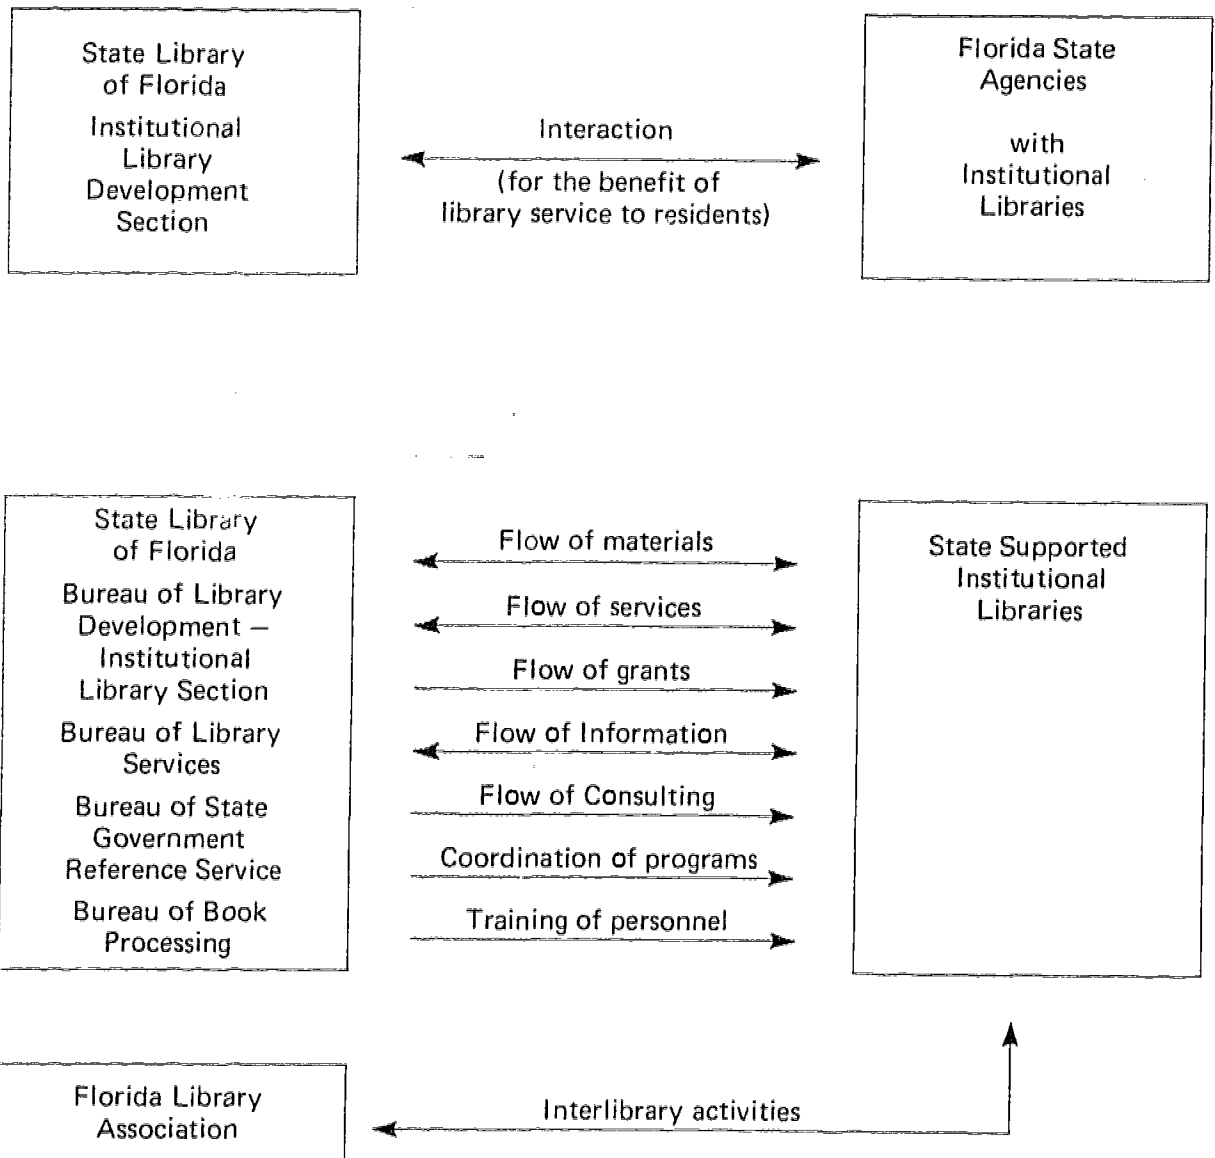 State Library
of Florida
Institutional
Library
Development
Section
Interaction
(for the benefit of
library service to residents)
Florida State
Agencies
with
Institutional
Libraries
State Library
of Florida
Bureau of Library
Development —
Institutional
Library Section
Bureau of Library
Services
Bureau of State
Government
Reference Service
Bureau of Book
Processing
Flow of materials
Flow of services
Flow of grants
Flow of Information
Flow of Consulting
Coordination of programs
Training of personnel
State Supported
Institutional
Libraries
Florida Library
Association
Interlibrary activities